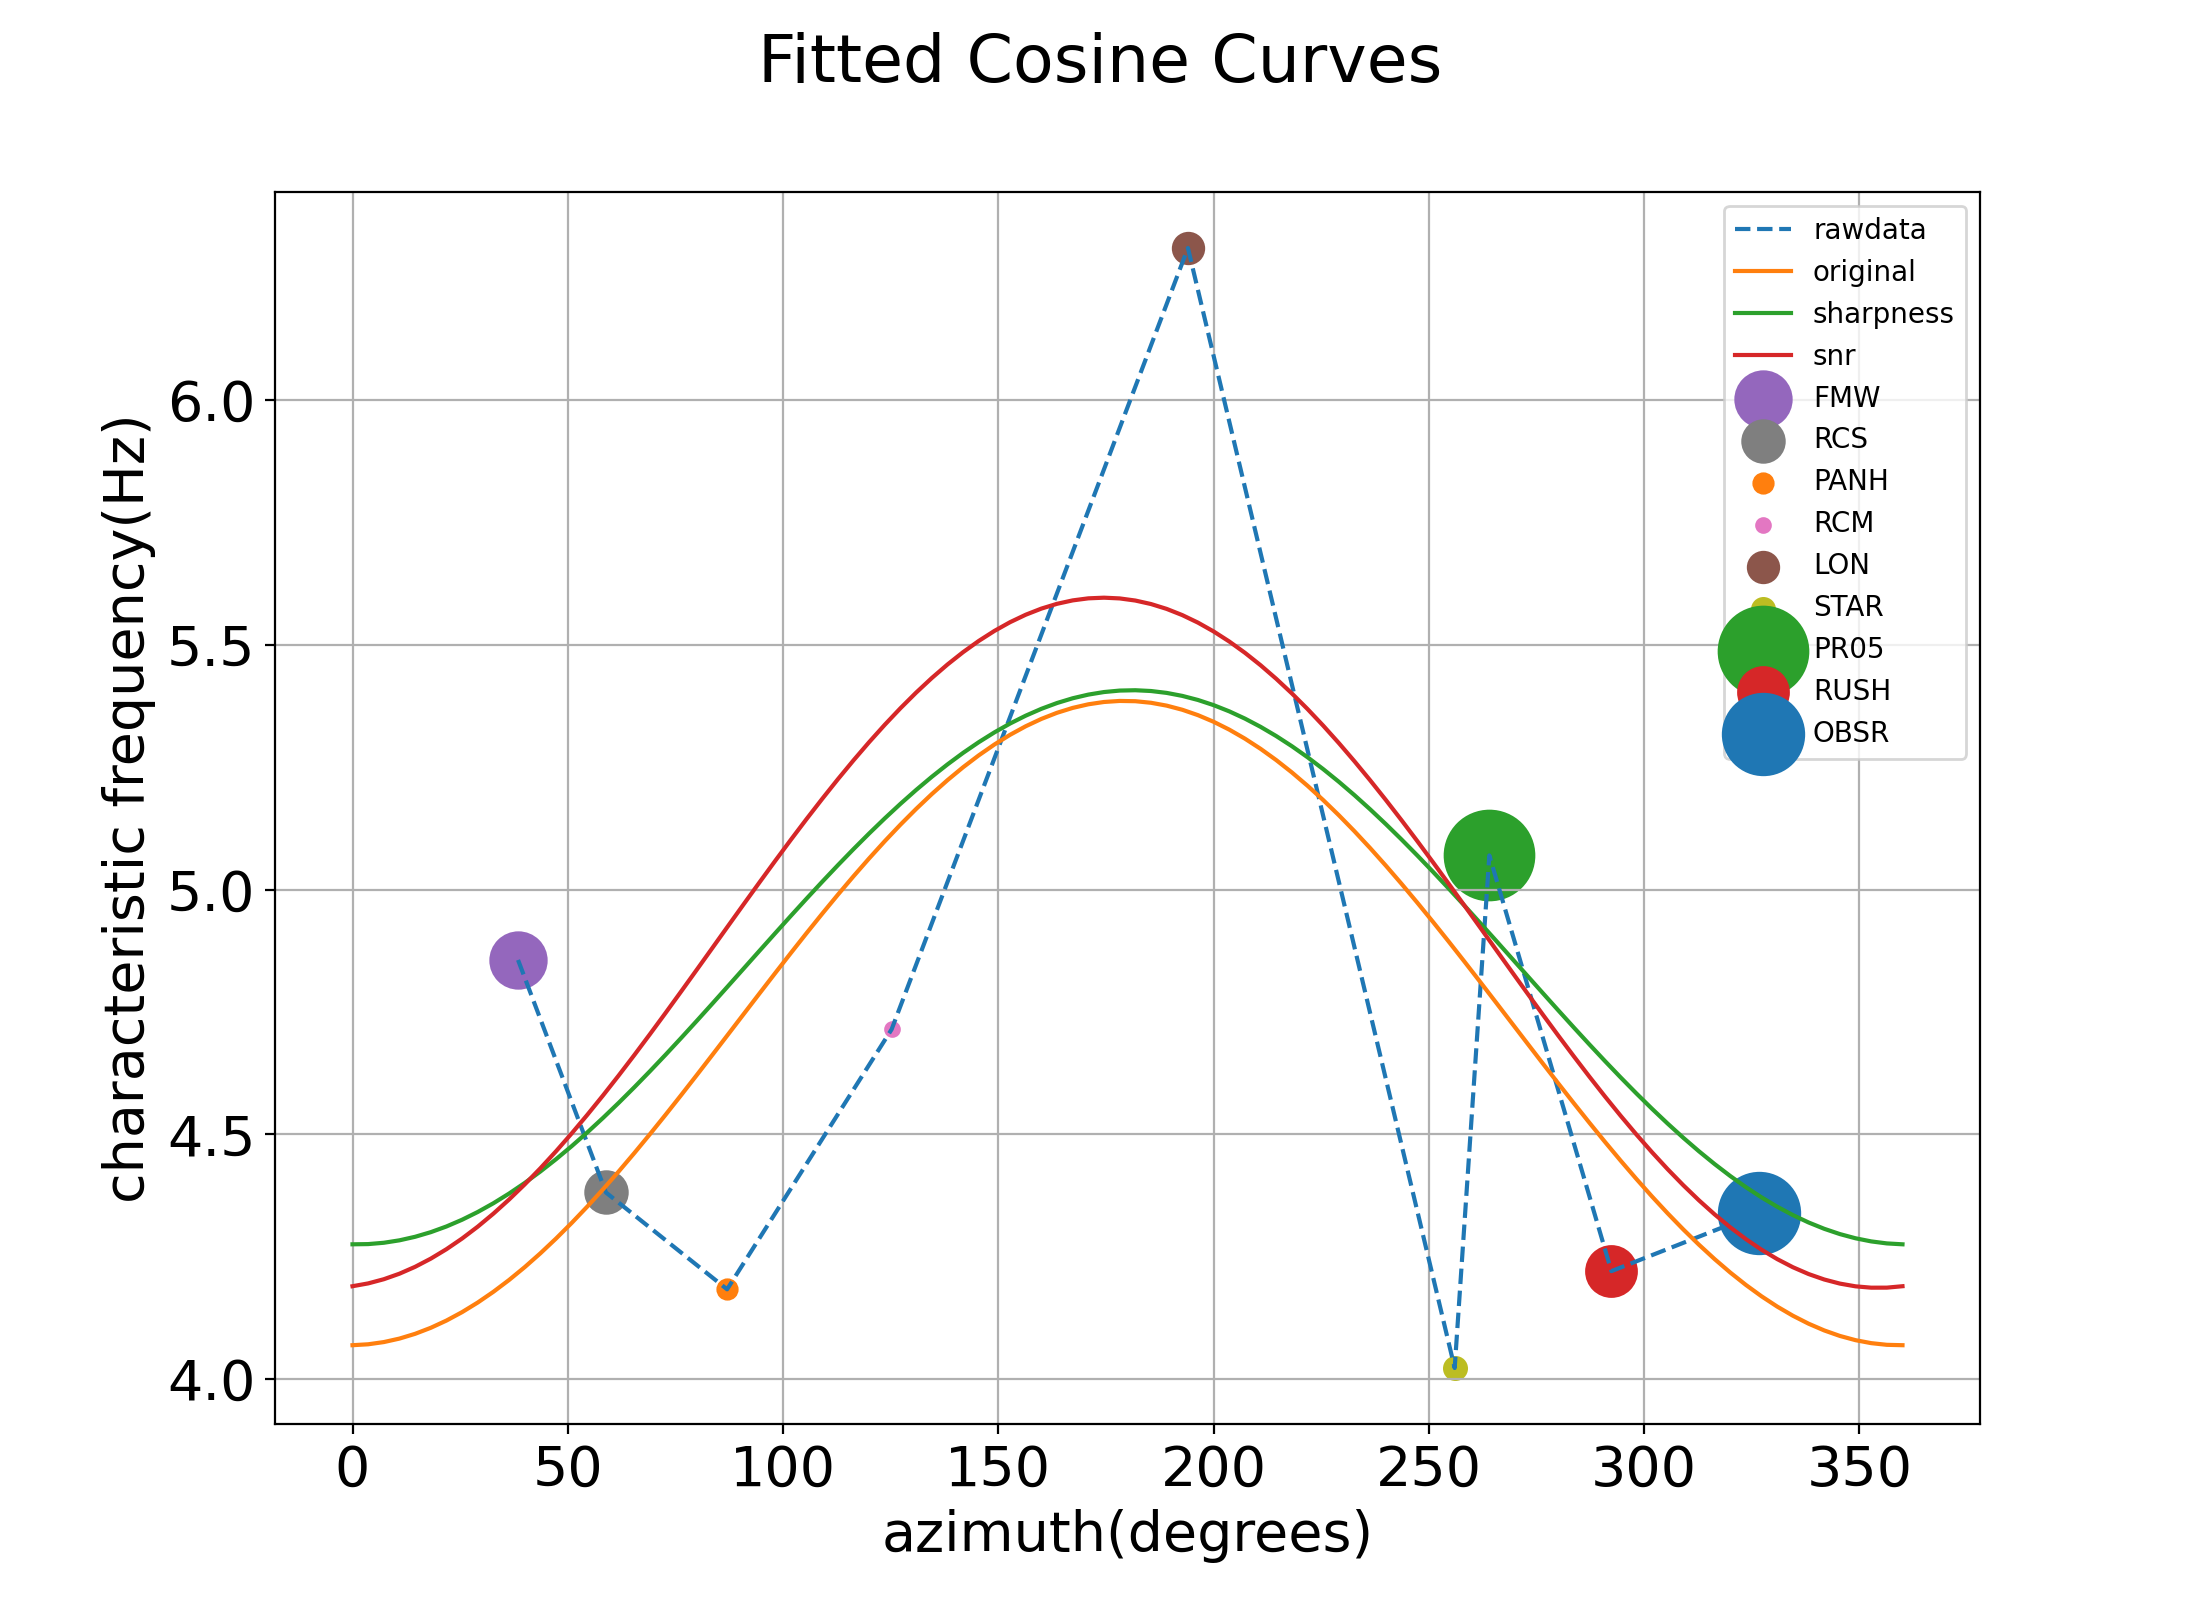 Fitted Cosine Curves
characteristic frequency(Hz)
6.0
5.5
5.0
4.5
4.0
rawdata
original
sharpness
snr
FMW
RCS
PANH
RCM
LON
STAR
PR05
RUSH
OBSR
0 50 100 150 200 250 300 350
azimuth(degrees)